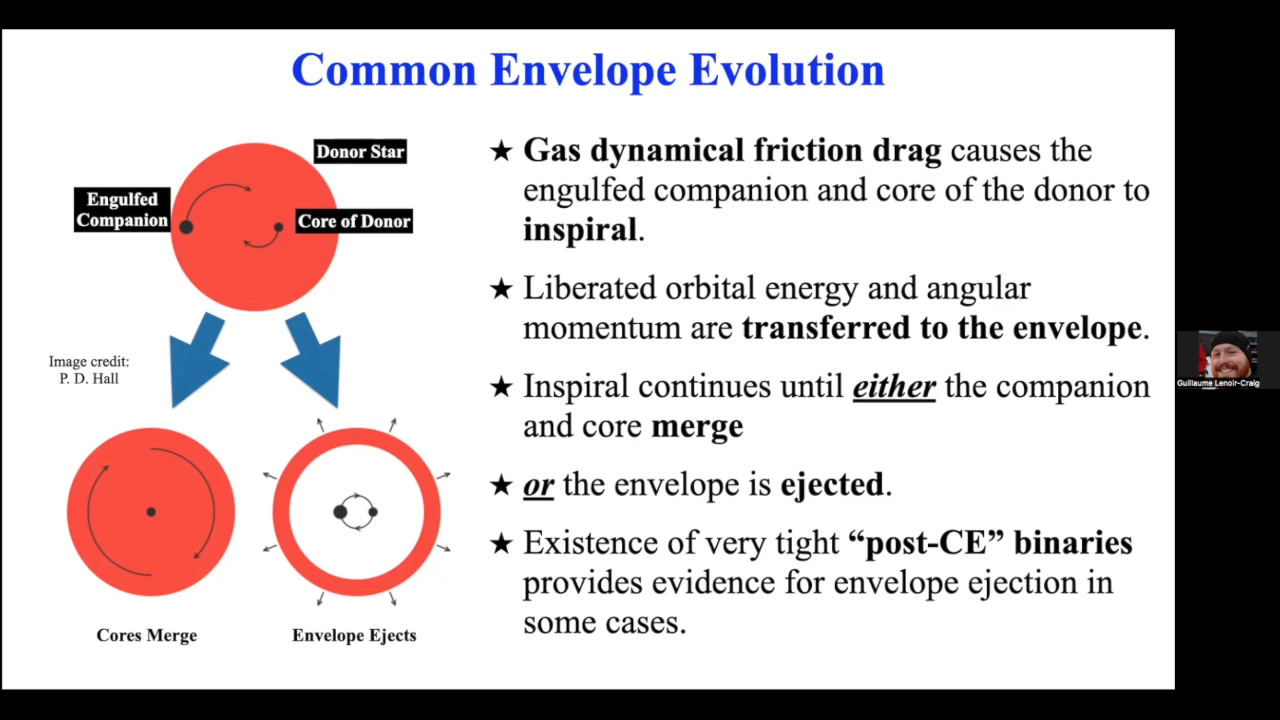 Common Envelope Evolution
Donor Star
Engulfed
Companion
Core of Donor
Image credit:
P. D. Hall
Cores Merge
Envelope Ejects
★ Gas dynamical friction drag causes the
engulfed companion and core of the donor to
inspiral.
★ Liberated orbital energy and angular
momentum are transferred to the envelope.
★ Inspiral continues until either the companion
and core merge
★ or the envelope is ejected.
★ Existence of very tight “post-CE” binaries
provides evidence for envelope ejection in
some cases.
Guillaume Lenoir-Craig